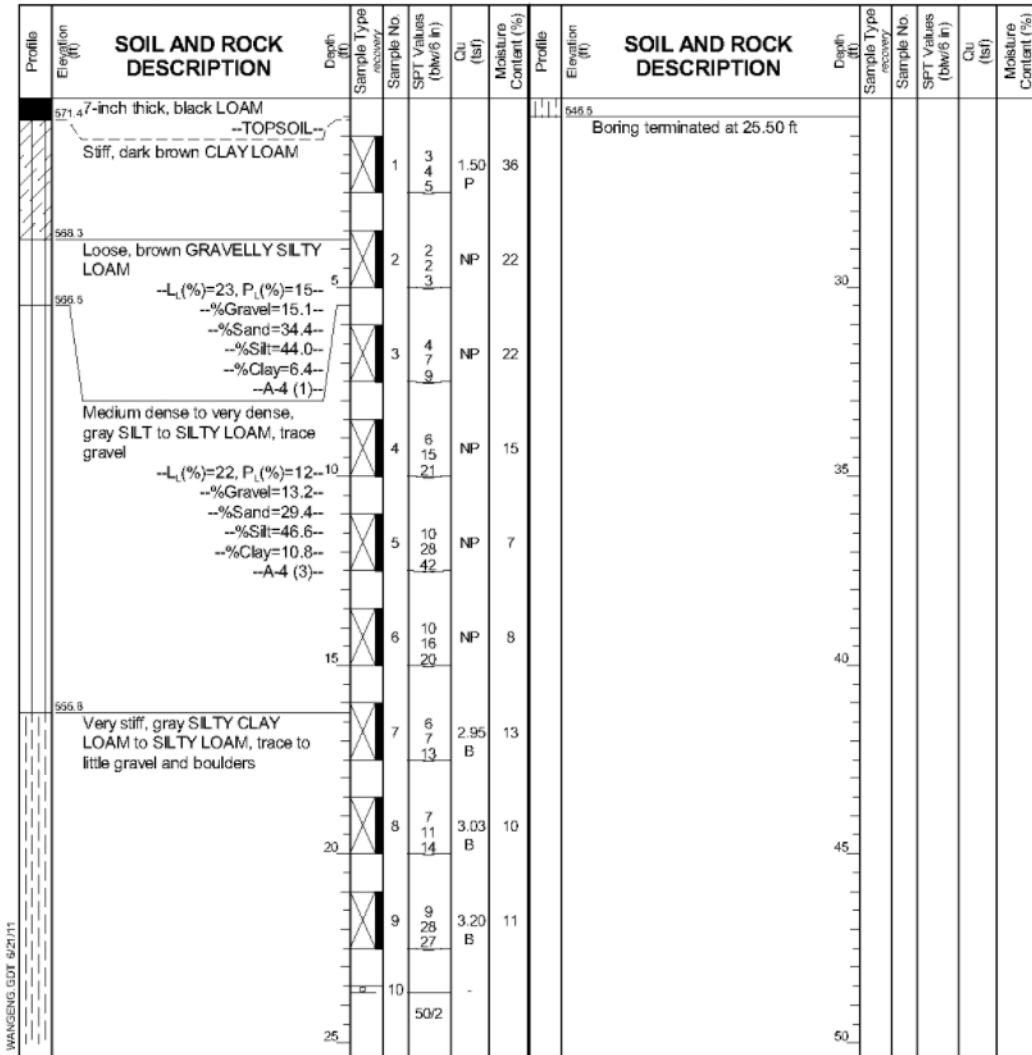 Profile
Elevation (ft)
SOIL AND ROCK DESCRIPTION
Depth (ft)
Sample Type recovery
Sample No.
SPT Values (blw/6 in)
Qu (tsf)
Moisture Content (%)
Profile
Elevation (ft)
SOIL AND ROCK DESCRIPTION
Depth (ft)
Sample Type recovery
Sample No.
SPT Values (blw/6 in)
Qu (tsf)
Moisture Content (%)
571.4 7-inch thick, black LOAM
--TOPSOIL--
Stiff, dark brown CLAY LOAM
1 3 4 5 1.50 P 36
568.3
Loose, brown GRAVELLY SILTY
LOAM
2 2 2 3 NP 22
5
--LL(%)=23, PL(%)=15--
566.5
--%Gravel=15.1--
--%Sand=34.4--
--%Silt=44.0--
--%Clay=6.4--
--A-4 (1)--
3 4 7 9 NP 22
Medium dense to very dense,
gray SILT to SILTY LOAM, trace
gravel
4 6 15 21 NP 15
--LL(%)=22, PL(%)=12-- 10
--%Gravel=13.2--
--%Sand=29.4--
--%Silt=46.6--
--%Clay=10.8--
--A-4 (3)--
5 10 28 42 NP 7
6 10 16 20 NP 8
15
Very stiff, gray SILTY CLAY
LOAM to SILTY LOAM, trace to
little gravel and boulders
7 6 7 13 2.95 B 13
8 7 11 14 3.03 B 10
20
9 9 28 27 3.20 B 11
10 50/2 -
25
WANGENG.GDT 6/21/11
546.5
Boring terminated at 25.50 ft
30
35
40
45
50